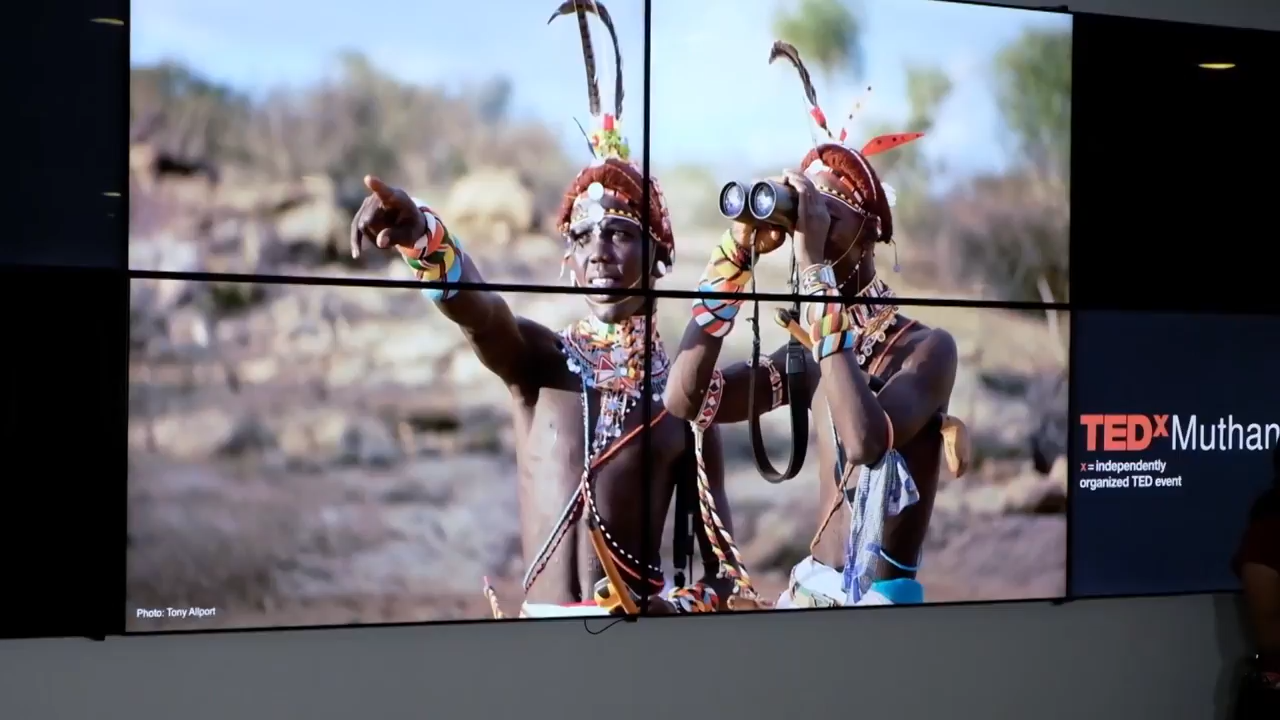 TEDxMuthan
x = independently
organized TED event
Photo: Tony Allport